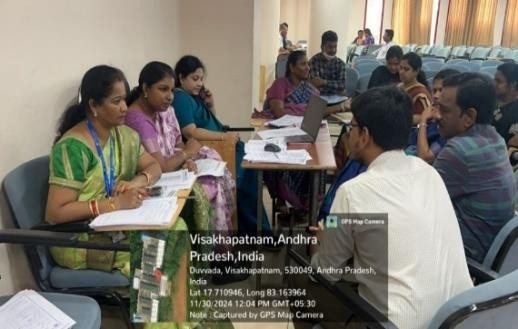 GPS Map Camera
Visakhapatnam,Andhra
Pradesh,India
Duvvada, Visakhapatnam, 530049, Andhra Pradesh,
India
Lat 17.710946, Long 83.163964
11/30/2024 12:04 PM GMT+05:30
Note : Captured by GPS Map Camera